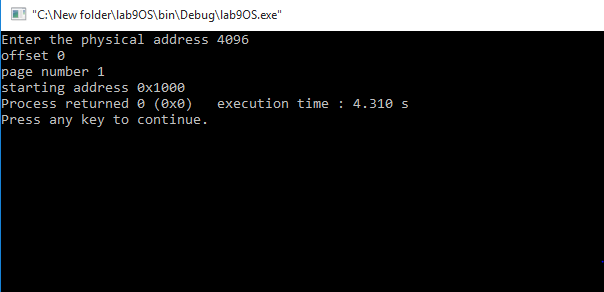 "C:\New folder\lab9OS\bin\Debug\lab9OS.exe"
Enter the physical address 4096
offset 0
page number 1
starting address 0x1000
Process returned 0 (0x0)   execution time : 4.310 s
Press any key to continue.